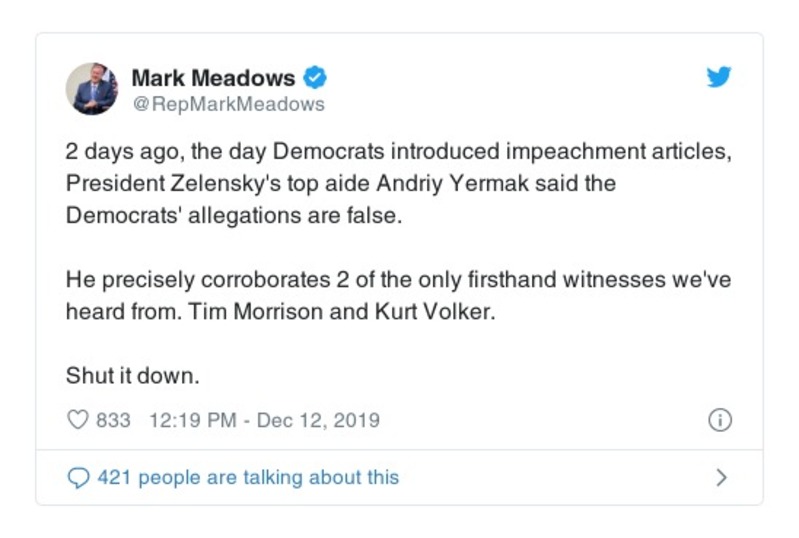 Mark Meadows
@RepMarkMeadows
2 days ago, the day Democrats introduced impeachment articles,
President Zelensky's top aide Andriy Yermak said the
Democrats' allegations are false.
He precisely corroborates 2 of the only firsthand witnesses we've
heard from. Tim Morrison and Kurt Volker.
Shut it down.
833 12:19 PM - Dec 12, 2019
421 people are talking about this